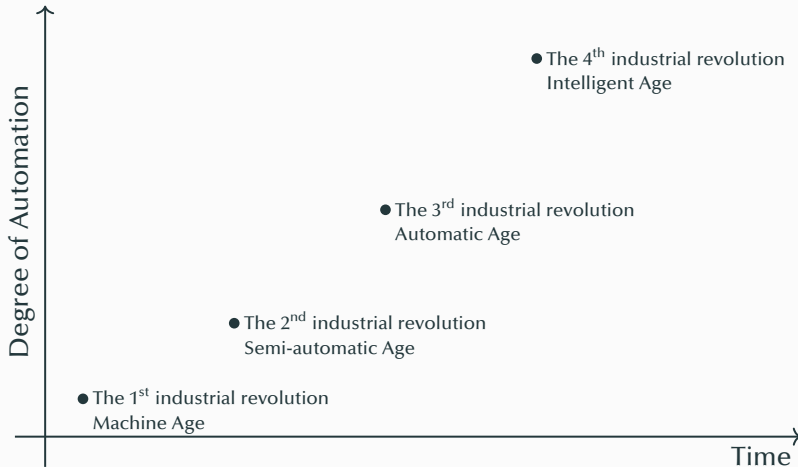 Degree of Automation
The 4th industrial revolution
Intelligent Age
The 3rd industrial revolution
Automatic Age
The 2nd industrial revolution
Semi-automatic Age
The 1st industrial revolution
Machine Age
Time